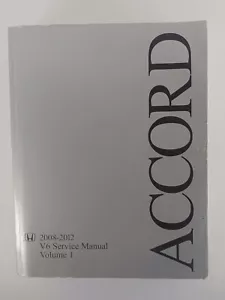 ACCORD
2008-2012
V6 Service Manual
Volume 1